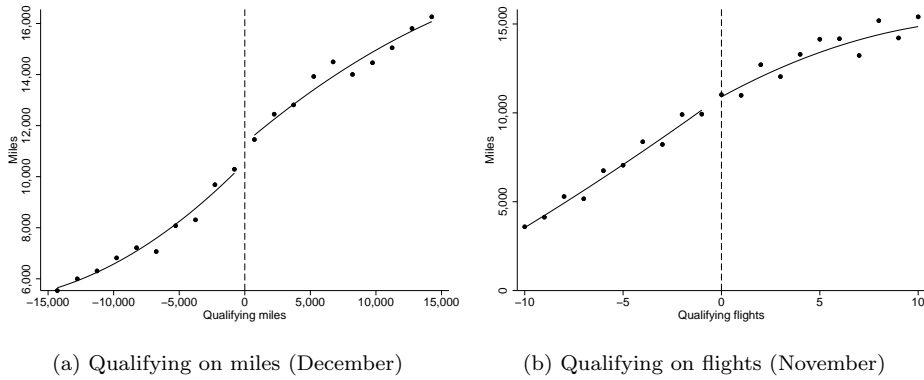 16,000
14,000
12,000
10,000
8,000
6,000
Miles
−15,000 −10,000 −5,000 0 5,000 10,000 15,000
Qualifying miles
(a) Qualifying on miles (December)
15,000
10,000
5,000
0
Miles
−10 −5 0 5 10
Qualifying flights
(b) Qualifying on flights (November)